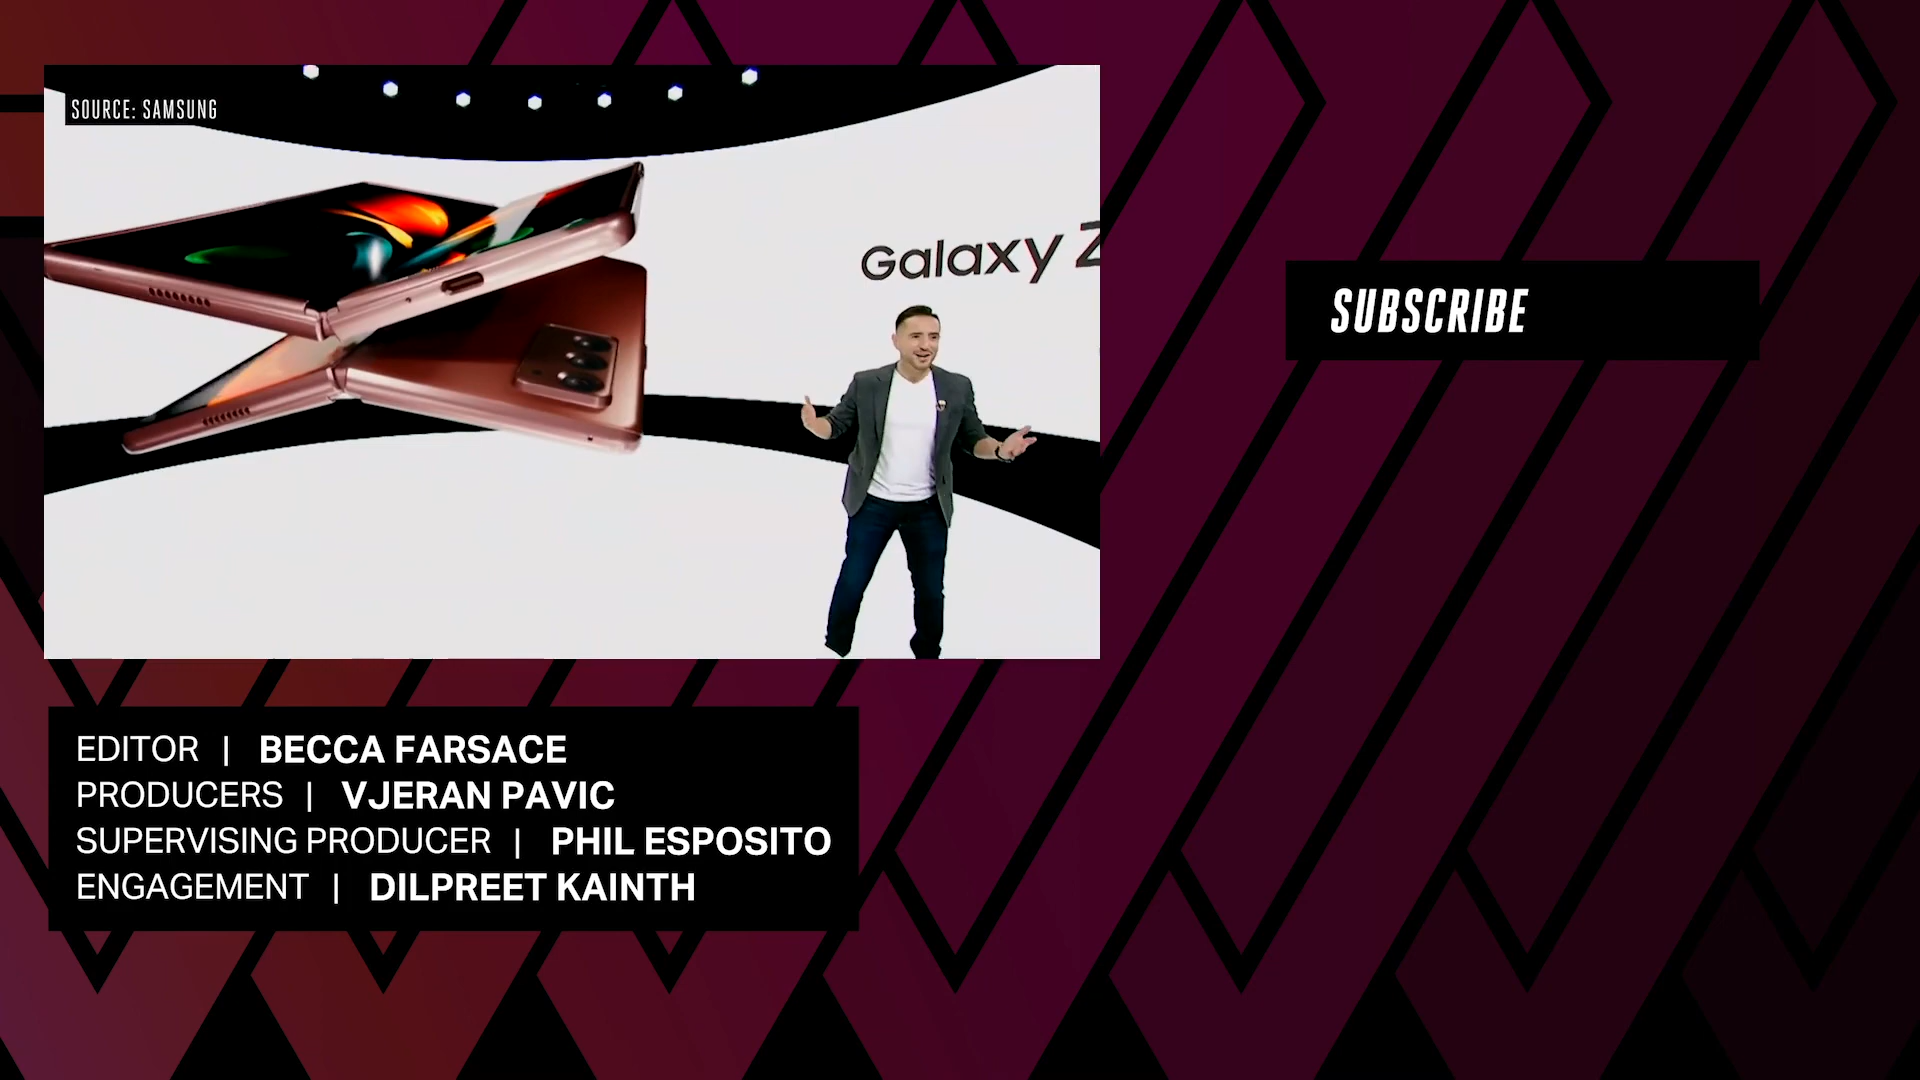 SOURCE: SAMSUNG
Galaxy Z
SUBSCRIBE
EDITOR | BECCA FARSACE
PRODUCERS | VJERAN PAVIC
SUPERVISING PRODUCER | PHIL ESPOSITO
ENGAGEMENT | DILPREET KAINTH